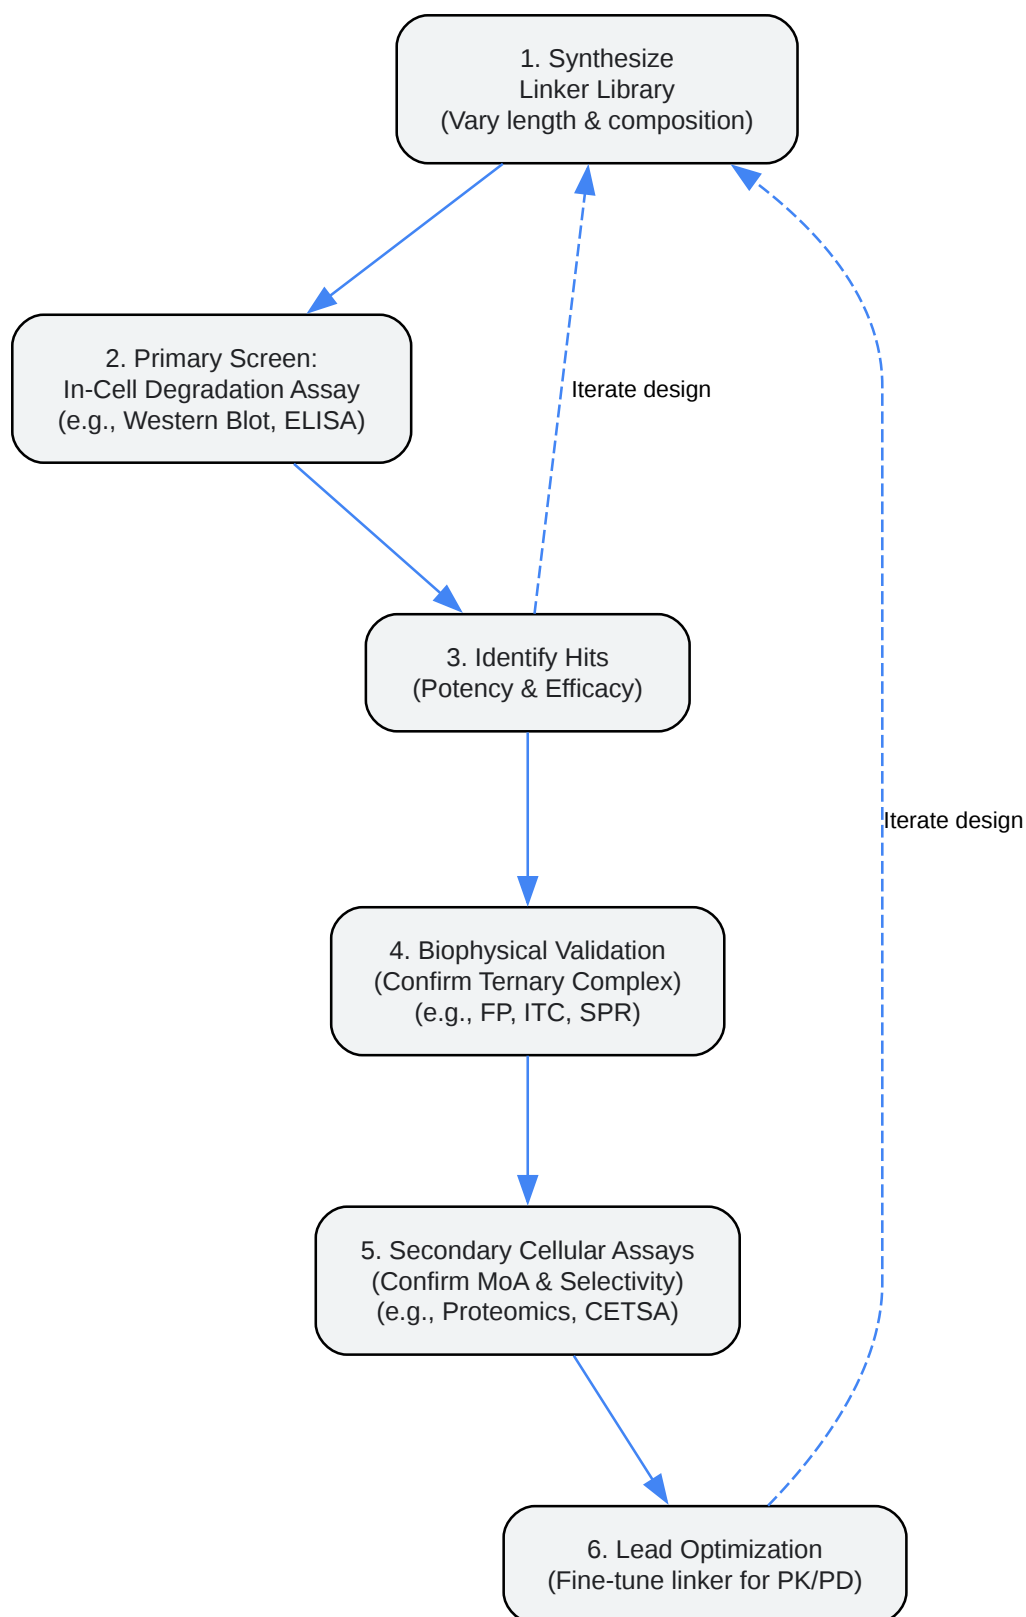 1. Synthesize
Linker Library
(Vary length & composition)
2. Primary Screen:
In-Cell Degradation Assay
(e.g., Western Blot, ELISA)
Iterate design
3. Identify Hits
(Potency & Efficacy)
Iterate design
4. Biophysical Validation
(Confirm Ternary Complex)
(e.g., FP, ITC, SPR)
5. Secondary Cellular Assays
(Confirm MoA & Selectivity)
(e.g., Proteomics, CETSA)
6. Lead Optimization
(Fine-tune linker for PK/PD)